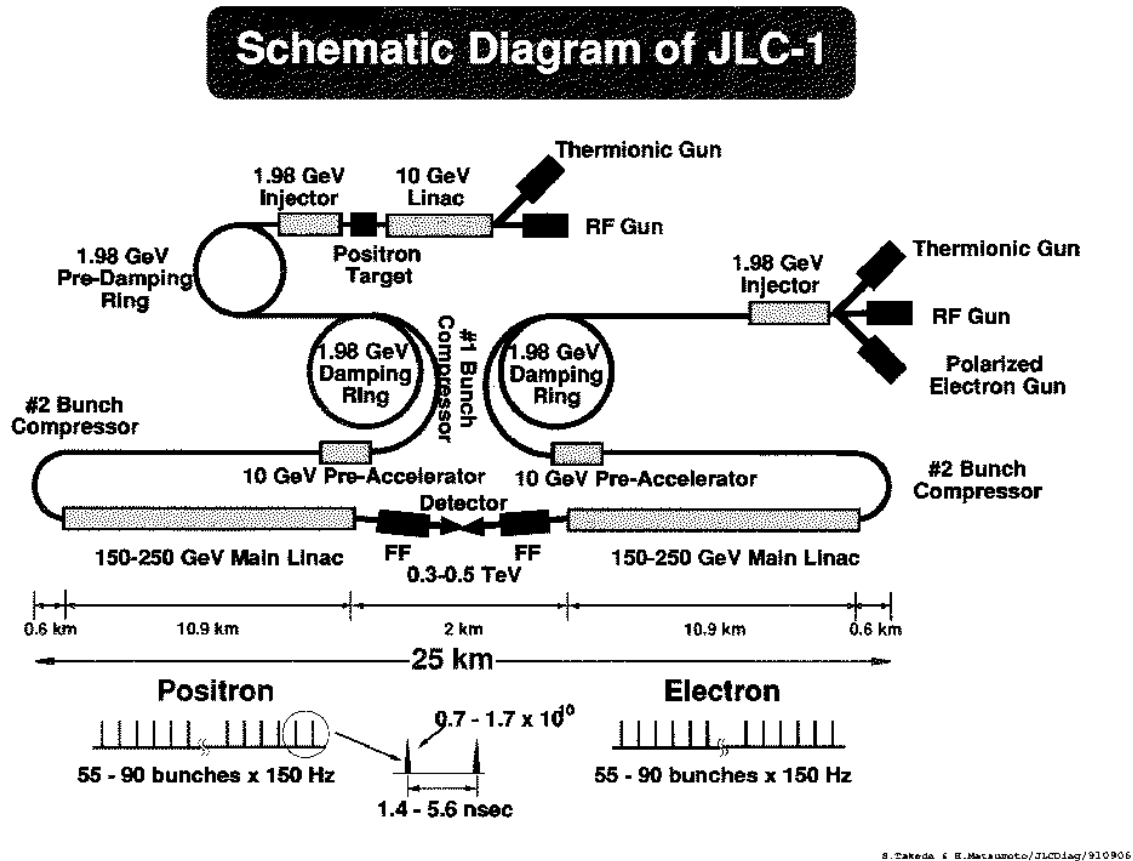 Schematic Diagram of JLC-1
Thermionic Gun
1.98 GeV
Injector
10 GeV
Linac
RF Gun
Positron
Target
1.98 GeV
Pre-Damping
Ring
Thermionic Gun
1.98 GeV
Injector
RF Gun
Polarized
Electron Gun
#1 Bunch
Compressor
1.98 GeV
Damping
Ring
1.98 GeV
Damping
Ring
#2 Bunch
Compressor
10 GeV Pre-Accelerator
10 GeV Pre-Accelerator
#2 Bunch
Compressor
Detector
FF
FF
150-250 GeV Main Linac
150-250 GeV Main Linac
0.3-0.5 TeV
0.6 km
10.9 km
2 km
10.9 km
0.6 km
25 km
Positron
Electron
0.7 - 1.7 x 10^10
55 - 90 bunches x 150 Hz
55 - 90 bunches x 150 Hz
1.4 - 5.6 nsec
S.Takeda & H.Matsumoto/JLCDiag/910906